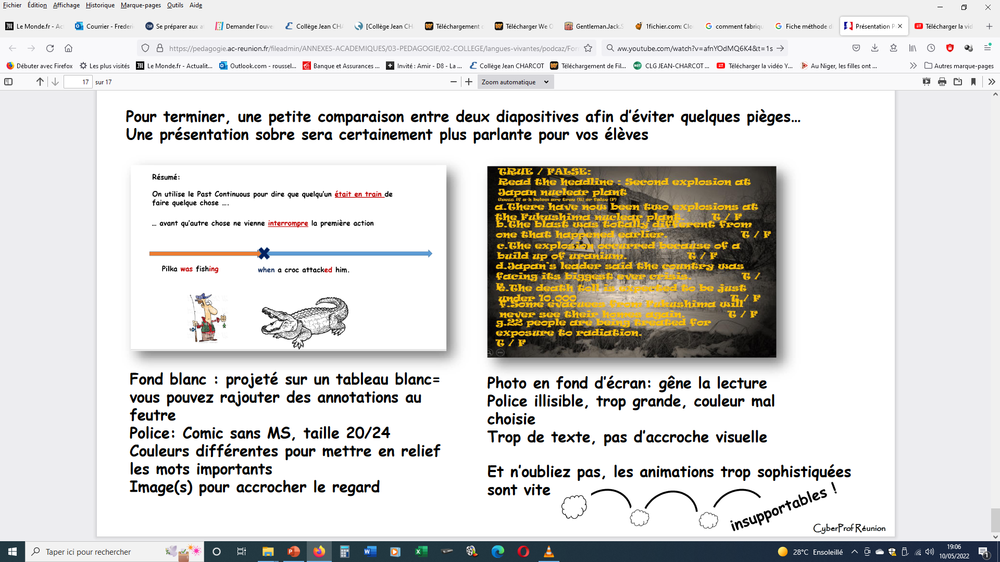 Fichier Édition Affichage Historique Marque-pages Outils Aide
Le Monde.fr - Ac
Courrier - Frederi
Se préparer aux a
Demander l'ouve
Collège Jean CHA
[Collège Jean CH
Téléchargement d
Télécharger We O
Gentleman.Jack.S
1fichier.com: Clo
comment fabriqu
Fiche méthode d
Présentation P
Télécharger la vid
https://pedagogie.ac-reunion.fr/fileadmin/ANNEXES-ACADEMIQUES/03-PEDAGOGIE/02-COLLEGE/langues-vivantes/podcaz/For
ww.youtube.com/watch?v=afnYOdMQ6K4&t=1s
Débuter avec Firefox
Les plus visités
Le Monde.fr - Actualit...
Outlook.com - roussel...
Banque et Assurances ...
Invité : Amir - D8 - La ...
Collège Jean CHARCOT
Téléchargement de Fil...
CLG JEAN-CHARCOT ...
Télécharger la vidéo Y...
Au Niger, les filles ont ...
Autres marque-pages
17 sur 17
Zoom automatique
Pour terminer, une petite comparaison entre deux diapositives afin d'éviter quelques pièges…
Une présentation sobre sera certainement plus parlante pour vos élèves
Résumé:
On utilise le Past Continuous pour dire que quelqu'un était en train de
faire quelque chose ….
… avant qu'autre chose ne vienne interrompre la première action
Pilka was fishing
when a croc attacked him.
Fond blanc : projeté sur un tableau blanc=
vous pouvez rajouter des annotations au
feutre
Police: Comic sans MS, taille 20/24
Couleurs différentes pour mettre en relief
les mots importants
Image(s) pour accrocher le regard
TRUE / FALSE:
Read the headline : Second explosion at
Japan nuclear plant
Guess if a-h below are true (T) or false (F)
a.There have now been two explosions at
the Fukushima nuclear plant. T / F
b.The blast was totally different from
one that happened earlier. T / F
c.The explosion occurred because of a
build up of uranium. T / F
d.Japan's leader said the country was
facing its biggest ever crisis. T /
F
e.The death toll is expected to be just
under 10,000 T / F
f.Some evacuees from Fukushima will
never see their homes again. T / F
g.22 people are being treated for
exposure to radiation.
T / F
Photo en fond d'écran: gêne la lecture
Police illisible, trop grande, couleur mal
choisie
Trop de texte, pas d'accroche visuelle
Et n'oubliez pas, les animations trop sophistiquées
sont vite
insupportables !
CyberProf Réunion
Taper ici pour rechercher
28°C Ensoleillé
19:06
10/05/2022
1